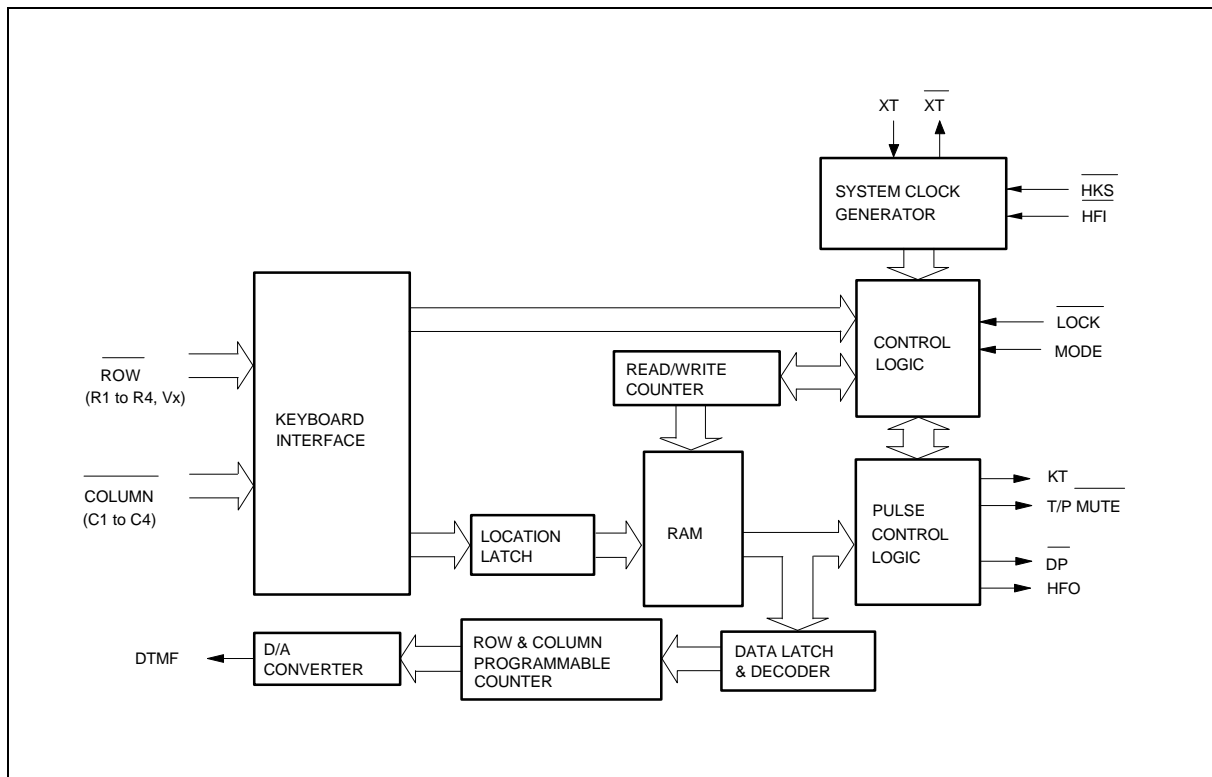 XT XT
SYSTEM CLOCK
GENERATOR
HKS
HFI
LOCK
MODE
CONTROL
LOGIC
READ/WRITE
COUNTER
ROW
(R1 to R4, Vx)
KEYBOARD
INTERFACE
COLUMN
(C1 to C4)
LOCATION
LATCH
RAM
PULSE
CONTROL
LOGIC
KT
T/P MUTE
DP
HFO
DTMF
D/A
CONVERTER
ROW & COLUMN
PROGRAMMABLE
COUNTER
DATA LATCH
& DECODER